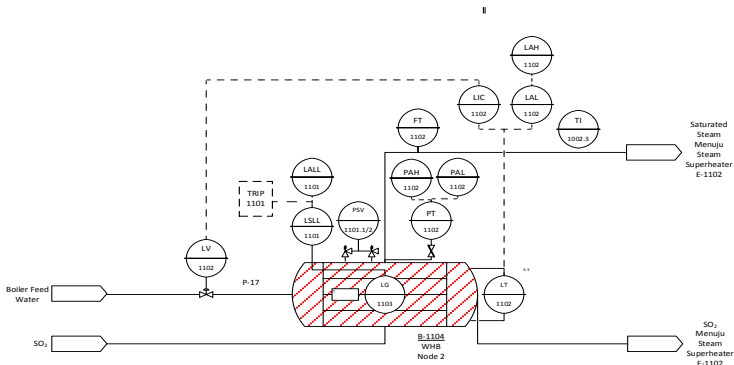 II
LAH
1102
LIC
1102
LAL
1102
FT
1102
TI
1002.3
Saturated
Steam
Menuju
Steam
Superheater
E-1102
LALL
1101
PAH
1102
PAL
1102
TRIP
1101
LSLL
1101
PSV
1101.1/2
PT
1102
LV
1102
P-17
Boiler Feed
Water
LG
1103
LT
1102
S-3
B-1104
WHB
Node 2
SO₂
SO₂
Menuju
Steam
Superheater
E-1102